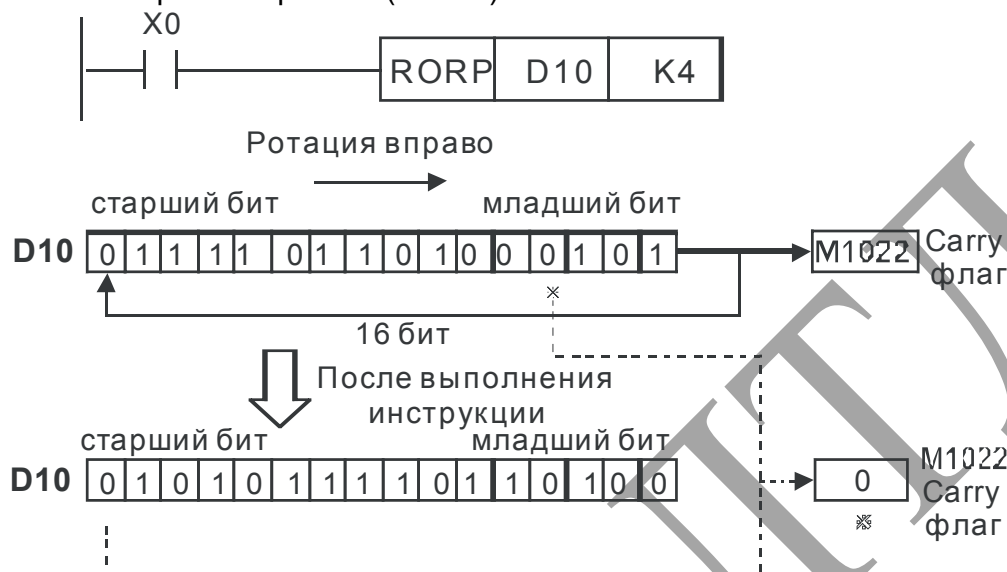 X0
RORP D10 K4
Ротация вправо
старший бит младший бит
D10 0 1 1 1 1 0 1 1 0 1 0 0 0 1 0 1 M1022 Carry
флаг
※
16 бит
После выполнения
инструкции
старший бит младший бит
D10 0 1 0 1 0 1 1 1 1 0 1 1 0 1 0 0 0 M1022
Carry
※ флаг